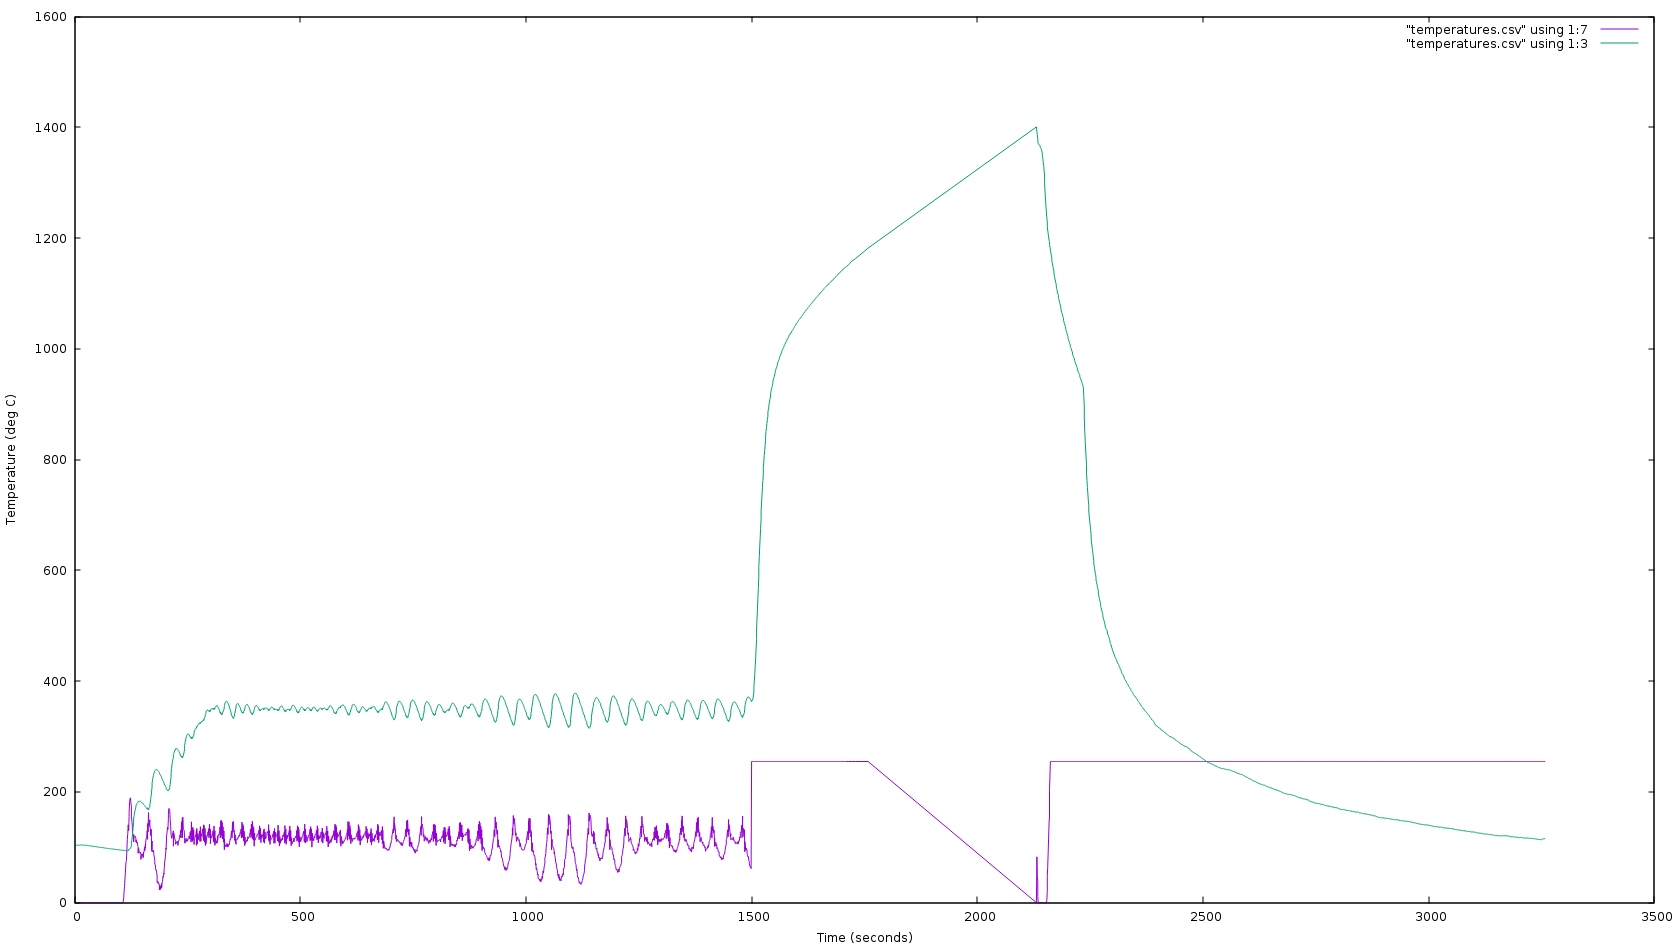 "temperatures.csv" using 1:7
"temperatures.csv" using 1:3
1600
1400
1200
1000
800
600
400
200
0
Temperature (deg C)
0 500 1000 1500 2000 2500 3000 3500
Time (seconds)